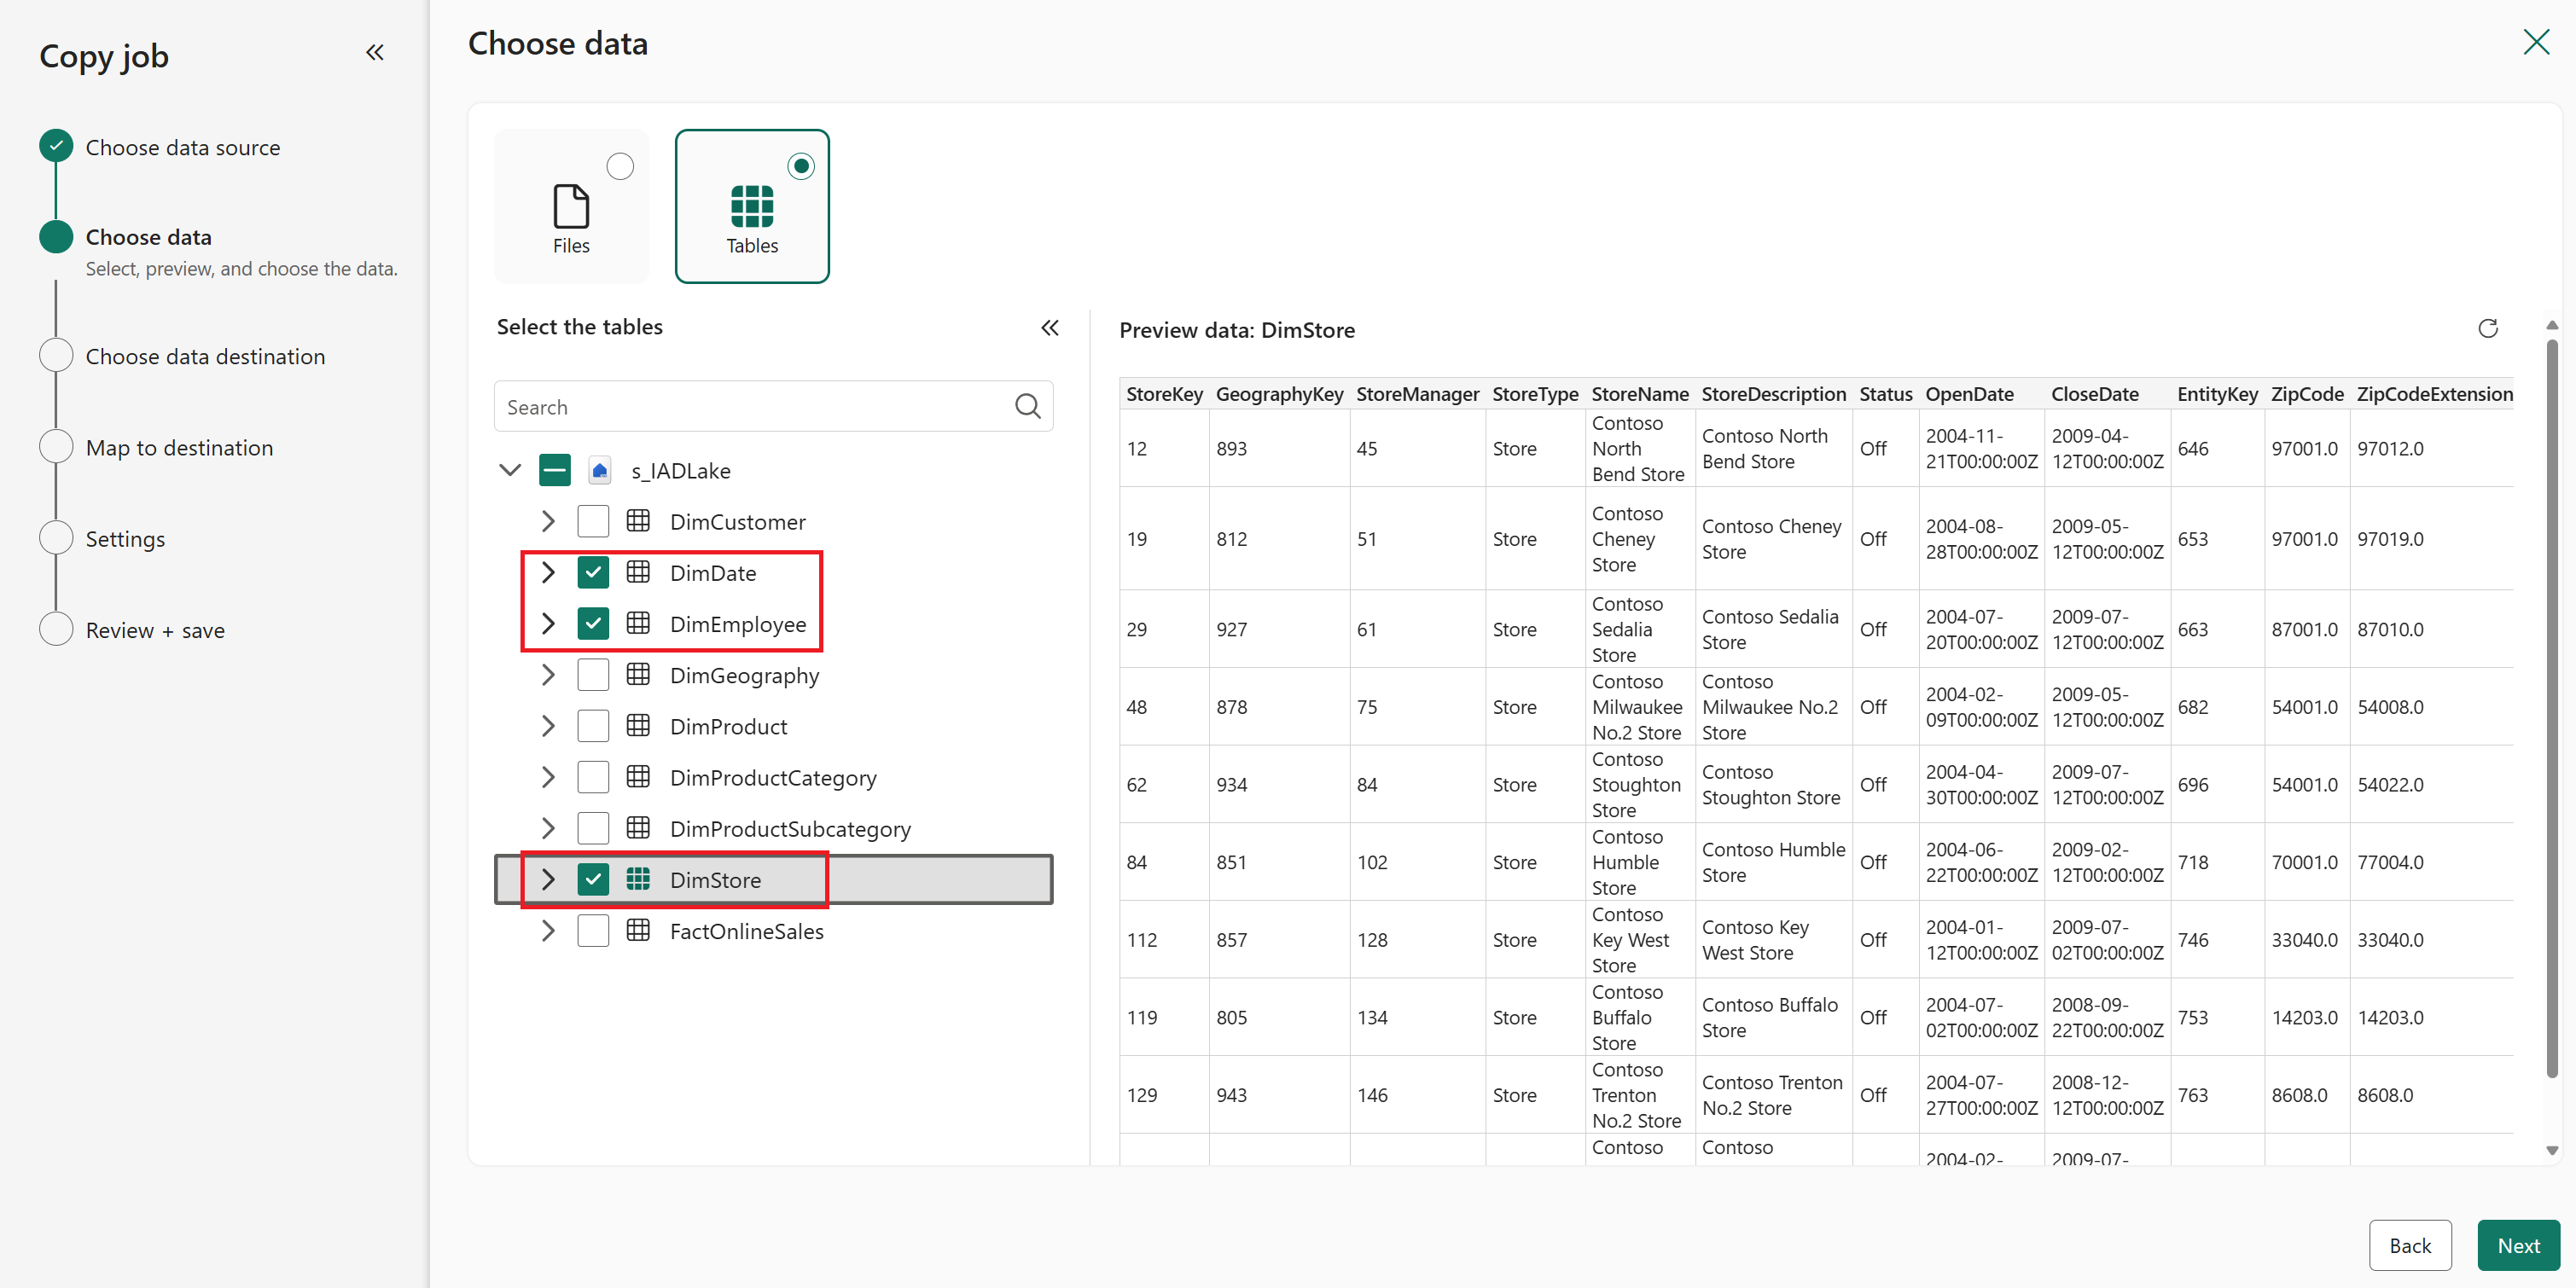 Copy job
Choose data source
Choose data
Select, preview, and choose the data.
Choose data destination
Map to destination
Settings
Review + save
Choose data
Files
Tables
Select the tables
Search
s_IADLake
DimCustomer
DimDate
DimEmployee
DimGeography
DimProduct
DimProductCategory
DimProductSubcategory
DimStore
FactOnlineSales
Preview data: DimStore
StoreKey GeographyKey StoreManager StoreType StoreName StoreDescription Status OpenDate CloseDate EntityKey ZipCode ZipCodeExtension
12 893 45 Store Contoso North Bend Store Contoso North Bend Store Off 2004-11-21T00:00:00Z 2009-04-12T00:00:00Z 646 97001.0 97012.0
19 812 51 Store Contoso Cheney Store Contoso Cheney Store Off 2004-08-28T00:00:00Z 2009-05-12T00:00:00Z 653 97001.0 97019.0
29 927 61 Store Contoso Sedalia Store Contoso Sedalia Store Off 2004-07-20T00:00:00Z 2009-07-12T00:00:00Z 663 87001.0 87010.0
48 878 75 Store Contoso Milwaukee No.2 Store Contoso Milwaukee No.2 Store Off 2004-02-09T00:00:00Z 2009-05-12T00:00:00Z 682 54001.0 54008.0
62 934 84 Store Contoso Stoughton Store Contoso Stoughton Store Off 2004-04-30T00:00:00Z 2009-07-12T00:00:00Z 696 54001.0 54022.0
84 851 102 Store Contoso Humble Store Contoso Humble Store Off 2004-06-22T00:00:00Z 2009-02-12T00:00:00Z 718 70001.0 77004.0
112 857 128 Store Contoso Key West Store Contoso Key West Store Off 2004-01-12T00:00:00Z 2009-07-02T00:00:00Z 746 33040.0 33040.0
119 805 134 Store Contoso Buffalo Store Contoso Buffalo Store Off 2004-07-02T00:00:00Z 2008-09-22T00:00:00Z 753 14203.0 14203.0
129 943 146 Store Contoso Trenton No.2 Store Contoso Trenton No.2 Store Off 2004-07-27T00:00:00Z 2008-12-12T00:00:00Z 763 8608.0 8608.0
Contoso Contoso 2004-02- 2009-07-
Back
Next